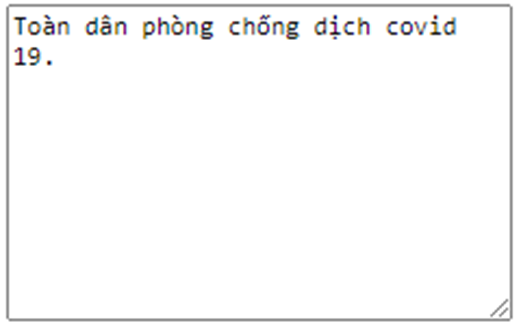 Toàn dân phòng chống dịch covid
19.